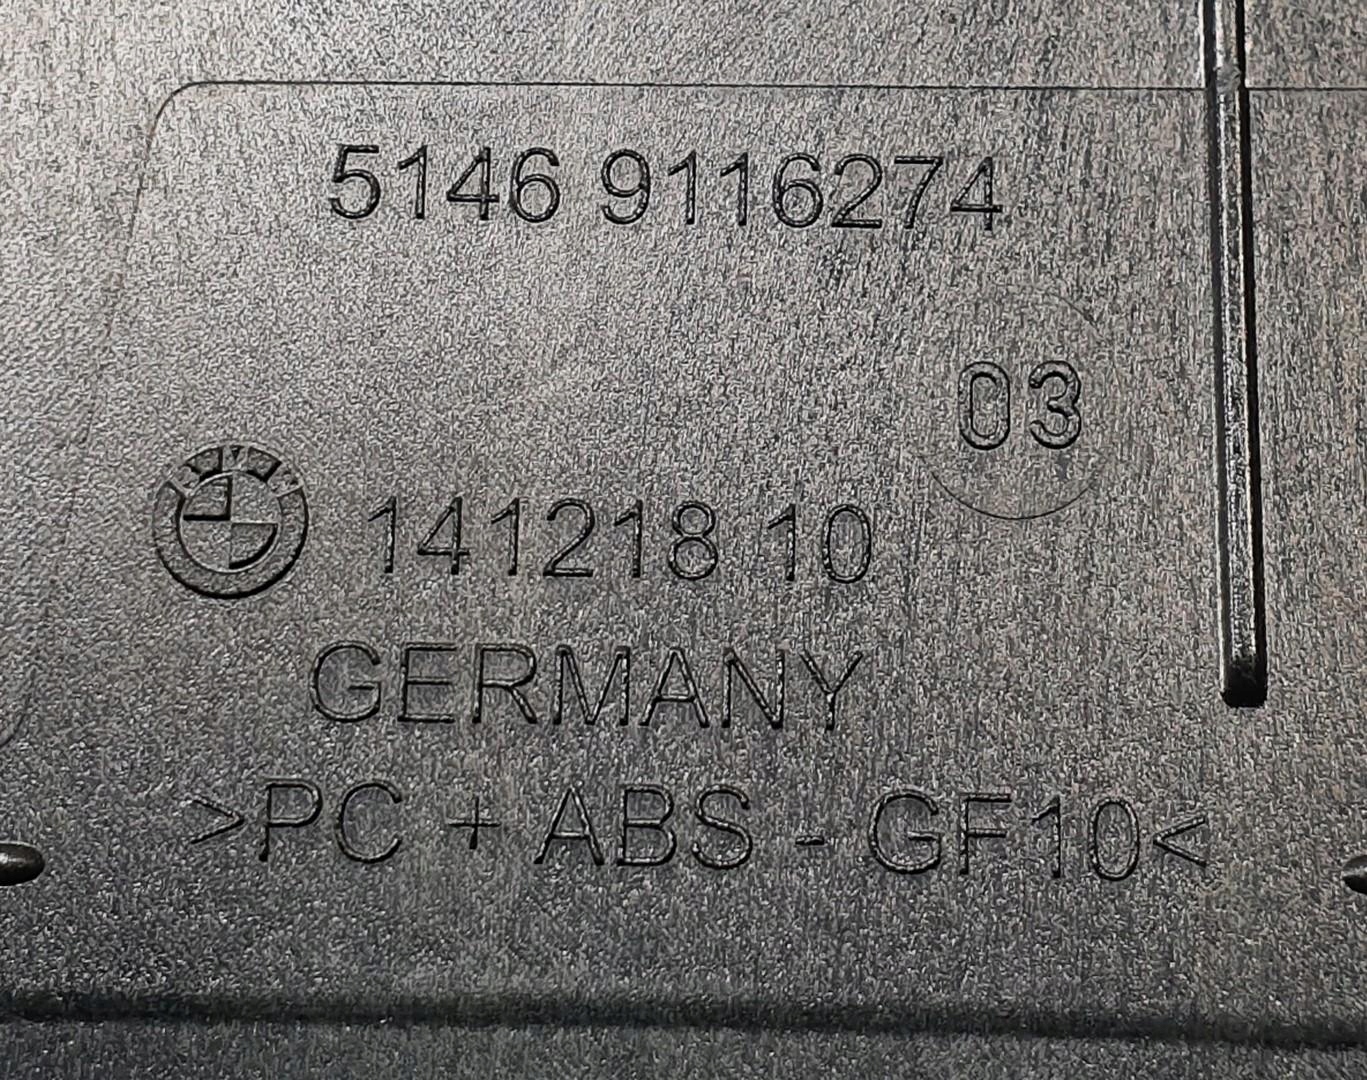 5146 9116274
03
141218 10
GERMANY
>PC + ABS - GF10<